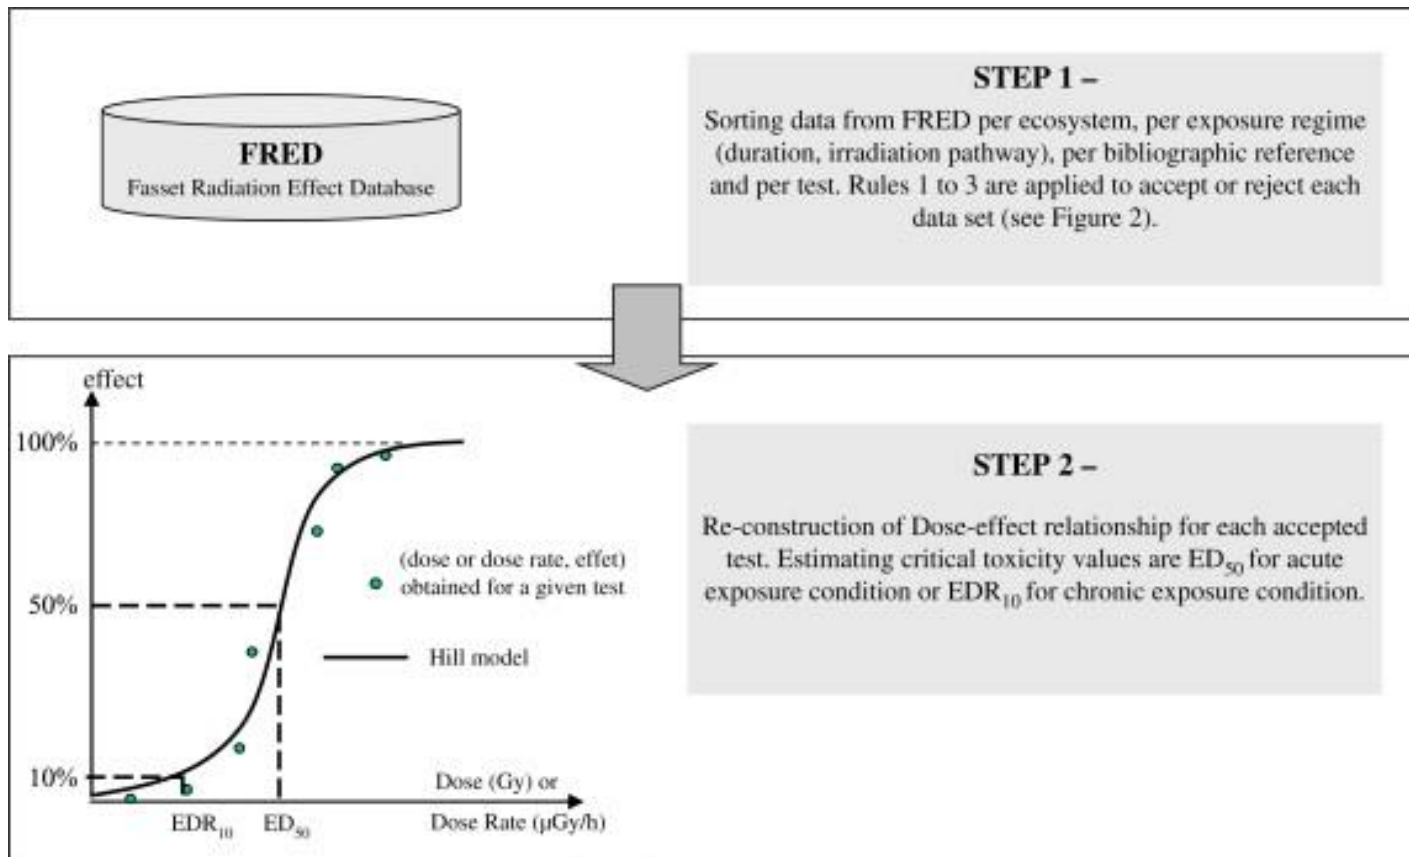 FRED
Fasset Radiation Effect Database
STEP 1 –
Sorting data from FRED per ecosystem, per exposure regime
(duration, irradiation pathway), per bibliographic reference
and per test. Rules 1 to 3 are applied to accept or reject each
data set (see Figure 2).
effect
100%
50%
10%
(dose or dose rate, effet)
obtained for a given test
Hill model
Dose (Gy) or
Dose Rate (µGy/h)
EDR₁₀
ED₅₀
STEP 2 –
Re-construction of Dose-effect relationship for each accepted
test. Estimating critical toxicity values are ED₅₀ for acute
exposure condition or EDR₁₀ for chronic exposure condition.